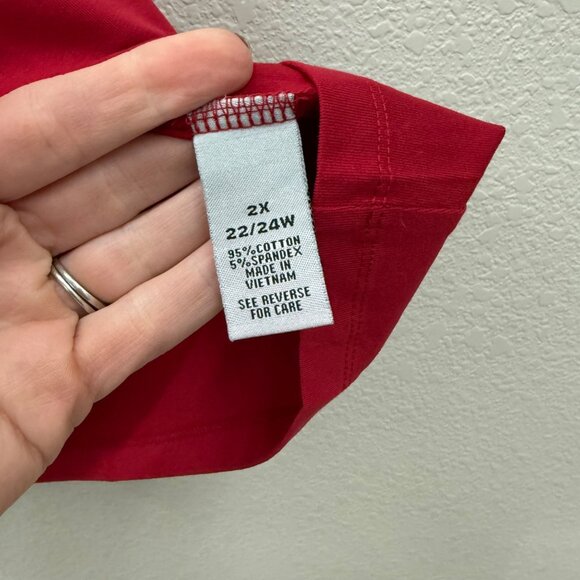 2X
22/24W
95%COTTON
5%SPANDEX
MADE IN
VIETNAM
SEE REVERSE
FOR CARE